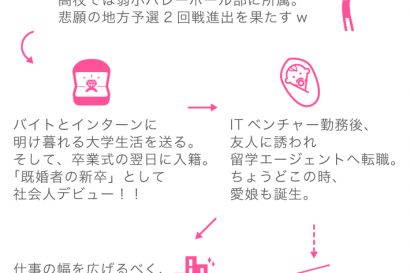 高校では弱小バレーボール部に所属。
悲願の地方予選2回戦進出を果たすw
バイトとインターンに
明け暮れる大学生活を送る。
そして、卒業式の翌日に入籍。
「既婚者の新卒」として
社会人デビュー！！
ITベンチャー勤務後、
友人に誘われ
留学エージェントへ転職。
ちょうどこの時、
愛娘も誕生。
仕事の幅を広げるべく、